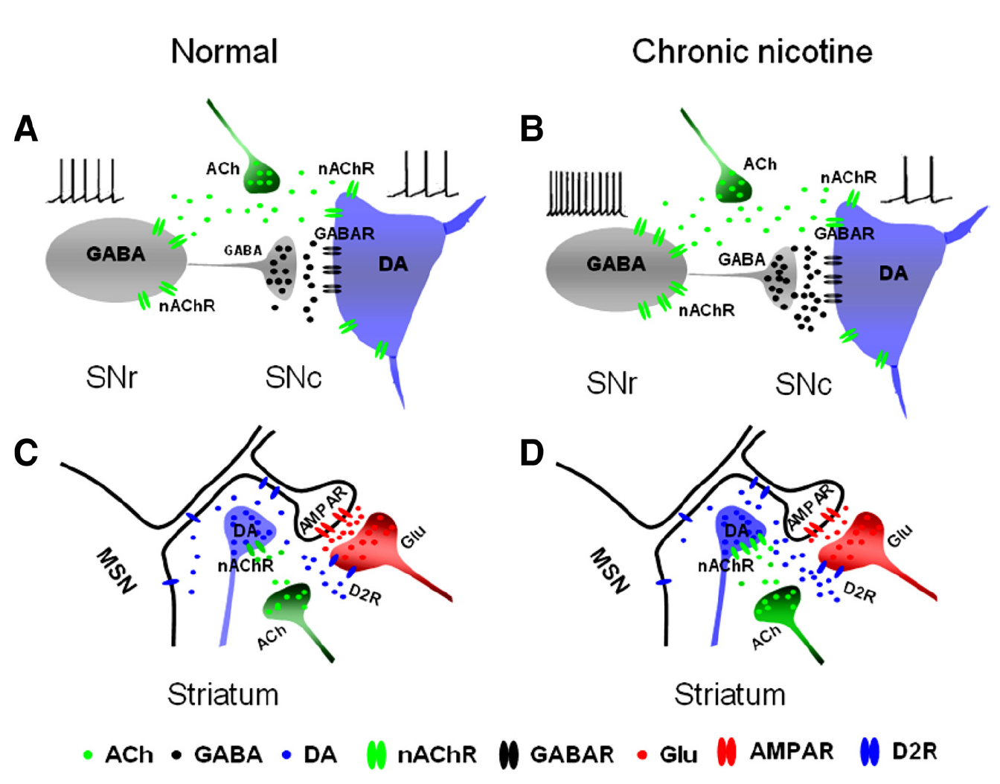 Normal
Chronic nicotine
A
B
ACh
nAChR
GABA
GABA
GABAR
DA
nAChR
SNr
SNc
ACh
nAChR
GABA
GABA
GABAR
DA
nAChR
SNr
SNc
C
D
MSN
DA
nAChR
AMPAR
Glu
D2R
ACh
Striatum
MSN
DA
nAChR
AMPAR
Glu
D2R
ACh
Striatum
ACh GABA DA nAChR GABAR Glu AMPAR D2R